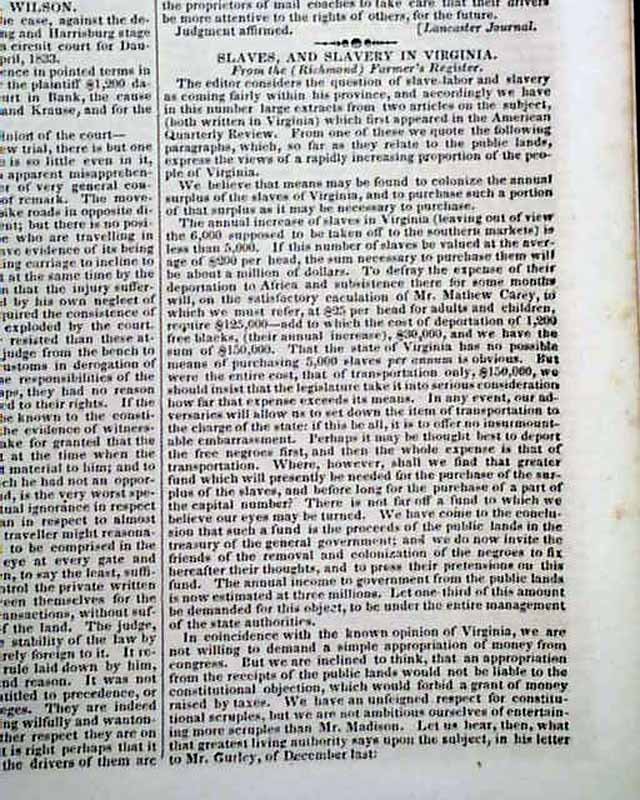 WILSON.
he case, against the de-
ng and Harrisburg stage
a circuit court for Dau-
pril, 1833.
ence in pointed terms in
r the plaintiff $1,200 da-
urt in Bank, the cause
and Krause, and for the
inion of the court—
ew trial, there is but one
e is so little even in it,
apparent misapprehen-
er of very general con-
of remark. The move-
ike roads in opposite di-
ent; but there is no posi-
e who are travelling in
ave evidence of its being
ing carriage to incline to
t at the same time by the
n that the injury suffer-
d by his own neglect of
quired the consistence of
exploded by the court.
resisted than these at-
judge from the bench to
ustoms in derogation of
e responsibilities of the
aps, they had no reason
ed to their rights. If the
be known to the consti-
he evidence of witness-
ake for granted that the
t at the time when the
material to him; and to
ch he had not an oppor-
d, is the very worst spe-
tual ignorance in respect
an in respect to almost
traveller might reasona-
to be comprised in the
eye at every gate and
n, to say the least, suffi-
ntrol the private written
een themselves for the
ansactions, without suf-
f the land. The judge,
stability of the law by
rely foreign to it. It re-
rule laid down by him,
nd reason. It was not
ntitled to precedence, or
eges. They are indeed
ing wilfully and wanton-
ther respect they are on
t is right perhaps that it
the drivers of them are
the proprietors of mail coaches to take care that their drivers
be more attentive to the rights of others, for the future.
Judgment affirmed. [Lancaster Journal.
SLAVES, AND SLAVERY IN VIRGINIA.
From the (Richmond) Farmer's Register.
The editor considers the question of slave-labor and slavery
as coming fairly within his province, and accordingly we have
in this number large extracts from two articles on the subject,
(both written in Virginia) which first appeared in the American
Quarterly Review. From one of these we quote the following
paragraphs, which, so far as they relate to the public lands,
express the views of a rapidly increasing proportion of the peo-
ple of Virginia.
We believe that means may be found to colonize the annual
surplus of the slaves of Virginia, and to purchase such a portion
of that surplus as it may be necessary to purchase.
The annual increase of slaves in Virginia (leaving out of view
the 6,000 supposed to be taken off to the southern markets) is
less than 5,000. If this number of slaves be valued at the aver-
age of $200 per head, the sum necessary to purchase them will
be about a million of dollars. To defray the expense of their
deportation to Africa and subsistence there for some months
will, on the satisfactory caculation of Mr. Mathew Carey, to
which we must refer, at $25 per head for adults and children,
require $125,000—add to which the cost of deportation of 1,200
free blacks, (their annual increase), $30,000, and we have the
sum of $150,000. That the state of Virginia has no possible
means of purchasing 5,000 slaves per annum is obvious. But
were the entire cost, that of transportation only, $150,000, we
should insist that the legislature take it into serious consideration
how far that expense exceeds its means. In any event, our ad-
versaries will allow us to set down the item of transportation to
the charge of the state: if this be all, it is to offer no insurmount-
able embarrassment. Perhaps it may be thought best to deport
the free negroes first, and then the whole expense is that of
transportation. Where, however, shall we find that greater
fund which will presently be needed for the purchase of the sur-
plus of the slaves, and before long for the purchase of a part of
the capital number? There is not far off a fund to which we
believe our eyes may be turned. We have come to the conclu-
sion that such a fund is the proceeds of the public lands in the
treasury of the general government; and we do now invite the
friends of the removal and colonization of the negroes to fix
hereafter their thoughts, and to press their pretensions on this
fund. The annual income to government from the public lands
is now estimated at three millions. Let one third of this amount
be demanded for this object, to be under the entire management
of the state authorities.
In coincidence with the known opinion of Virginia, we are
not willing to demand a simple appropriation of money from
congress. But we are inclined to think, that an appropriation
from the receipts of the public lands would not be liable to the
constitutional objection, which would forbid a grant of money
raised by taxes. We have an unfeigned respect for constitu-
tional scruples, but we are not ambitious ourselves of entertain-
ing more scruples than Mr. Madison. Let us hear, then, what
that greatest living authority says upon the subject, in his letter
to Mr. Gurley, of December last: